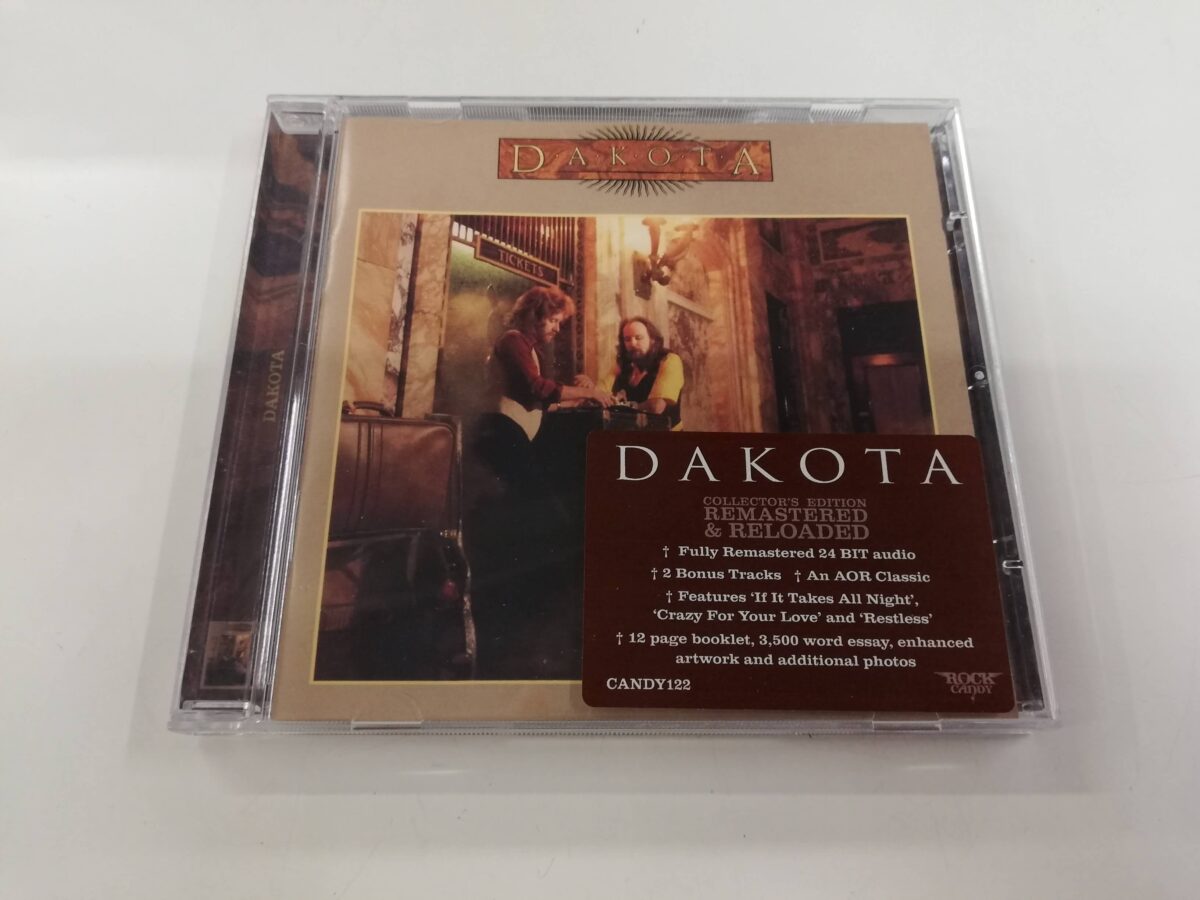 D·A·K·O·T·A
TICKETS
DAKOTA
DAKOTA
COLLECTOR'S EDITION
REMASTERED
& RELOADED
† Fully Remastered 24 BIT audio
† 2 Bonus Tracks † An AOR Classic
† Features ‘If It Takes All Night’,
‘Crazy For Your Love’ and ‘Restless’
† 12 page booklet, 3,500 word essay, enhanced
artwork and additional photos
CANDY122
ROCK
CANDY